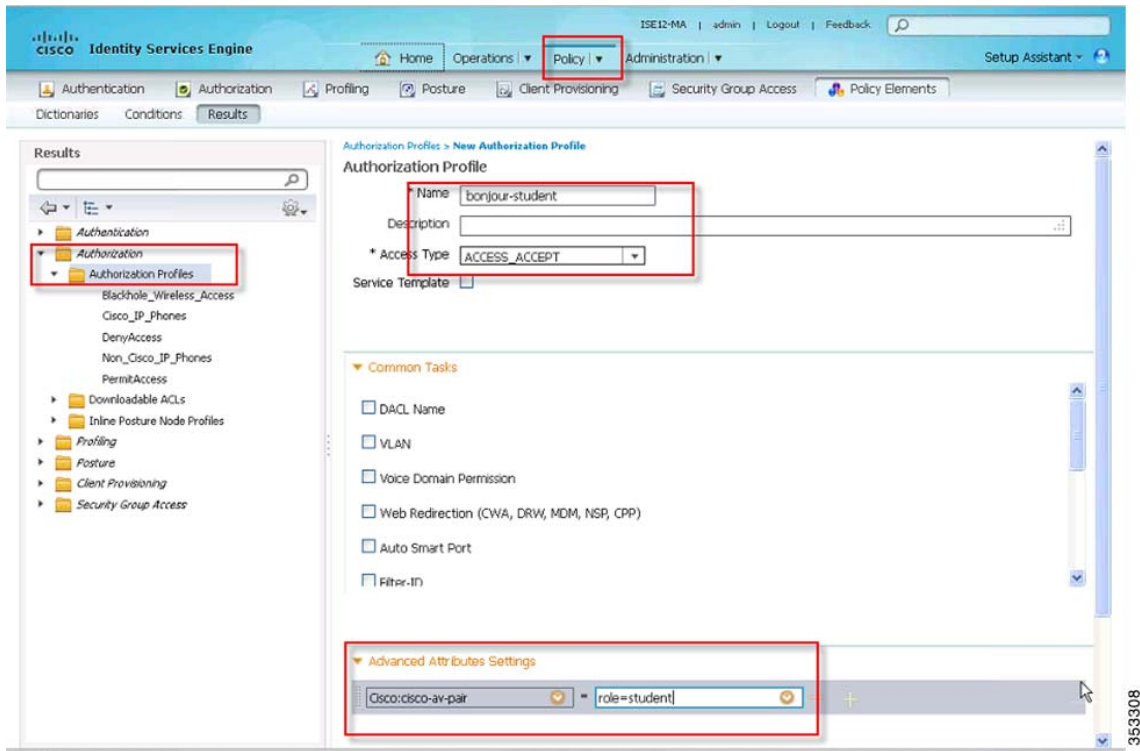 ISE12-MA | admin | Logout | Feedback
CISCO Identity Services Engine
Home Operations | Policy | Administration | Setup Assistant
Authentication Authorization Profiling Posture Client Provisioning Security Group Access Policy Elements
Dictionaries Conditions Results
Results
Authentication
Authorization
Authorization Profiles
Blackhole_Wireless_Access
Cisco_IP_Phones
DenyAccess
Non_Cisco_IP_Phones
PermitAccess
Downloadable ACLs
Inline Posture Node Profiles
Profiling
Posture
Client Provisioning
Security Group Access
Authorization Profiles > New Authorization Profile
Authorization Profile
* Name bonjour-student
Description
* Access Type ACCESS_ACCEPT
Service Template
Common Tasks
DACL Name
VLAN
Voice Domain Permission
Web Redirection (CWA, DRW, MDM, NSP, CPP)
Auto Smart Port
Filter-ID
Advanced Attributes Settings
Cisco:cisco-av-pair = role=student
353308